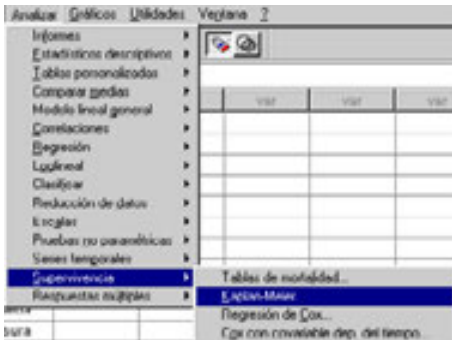 Analizar Gráficos Utilidades Ventana ?
Informes
Estadísticos descriptivos
Tablas personalizadas
Comparar medias
Modelo lineal general
Correlaciones
Regresión
Loglineal
Clasificar
Reducción de datos
Escalas
Pruebas no paramétricas
Series temporales
Supervivencia
Respuestas múltiples
var var var
Tablas de mortalidad...
Kaplan-Meier...
Regresión de Cox...
Cox con covariable dep. del tiempo...
sura